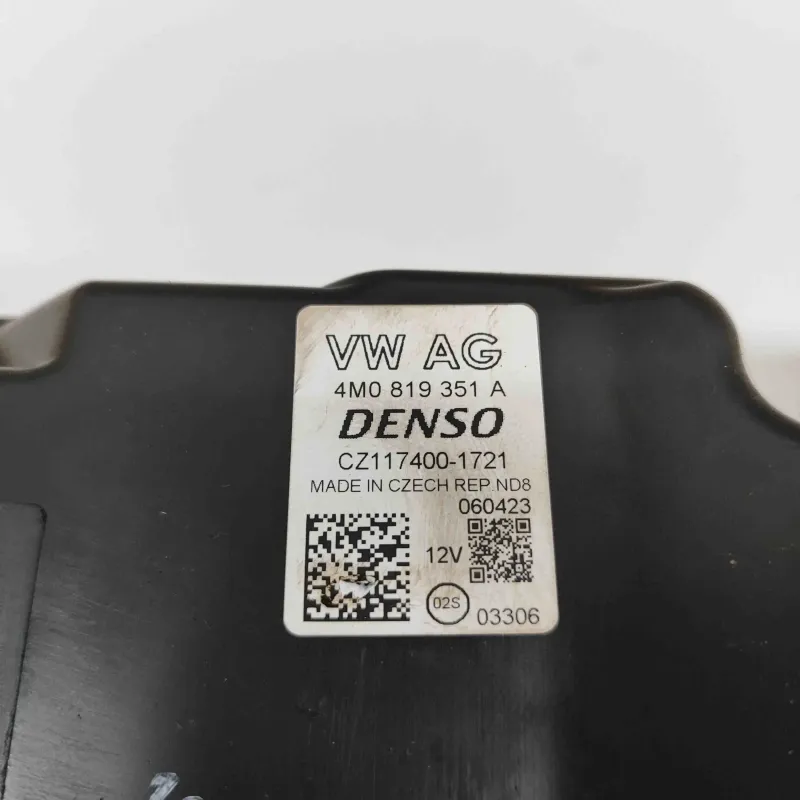 VW AG
4M0 819 351 A
DENSO
CZ117400-1721
MADE IN CZECH REP.ND8
060423
12V
02S
03306